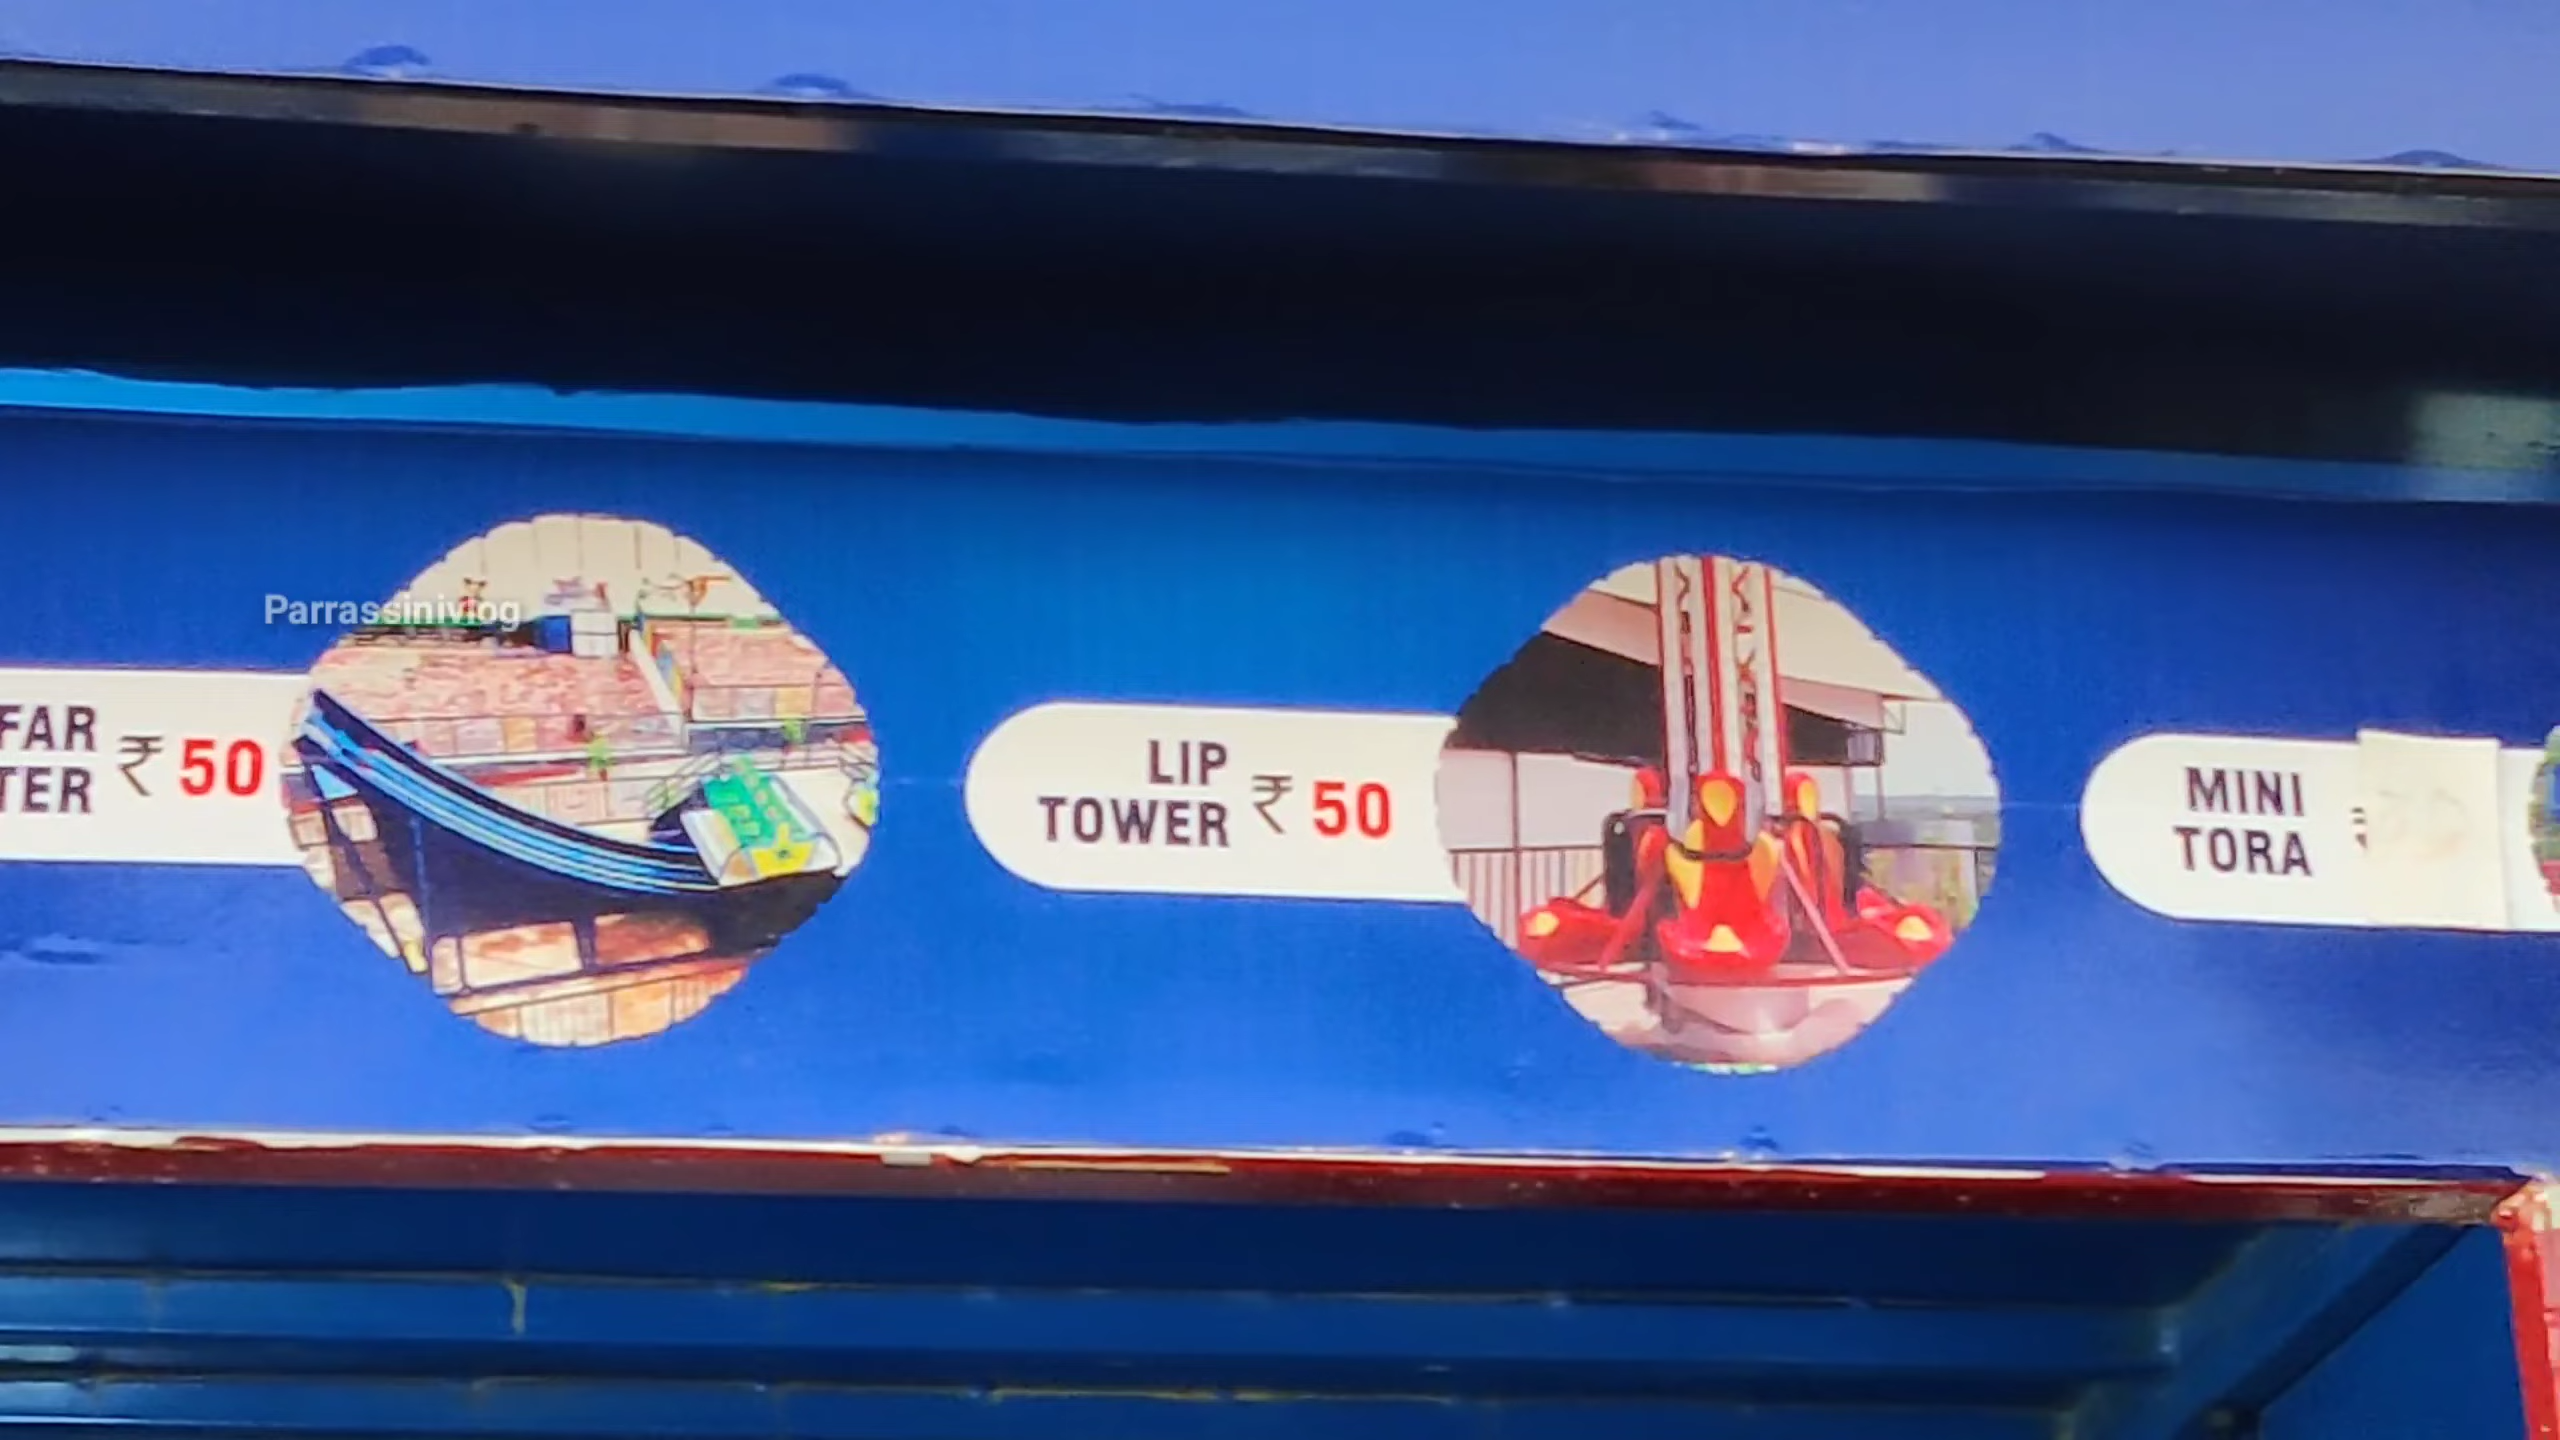 Parrassinivlog
FAR
TER ₹ 50
LIP
TOWER ₹ 50
MINI
TORA